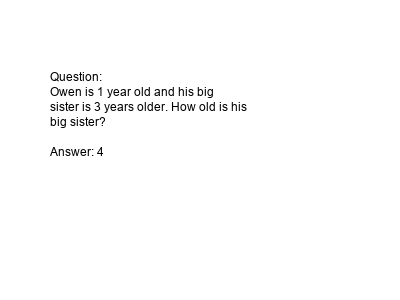 Question:
Owen is 1 year old and his big
sister is 3 years older. How old is his
big sister?
Answer: 4